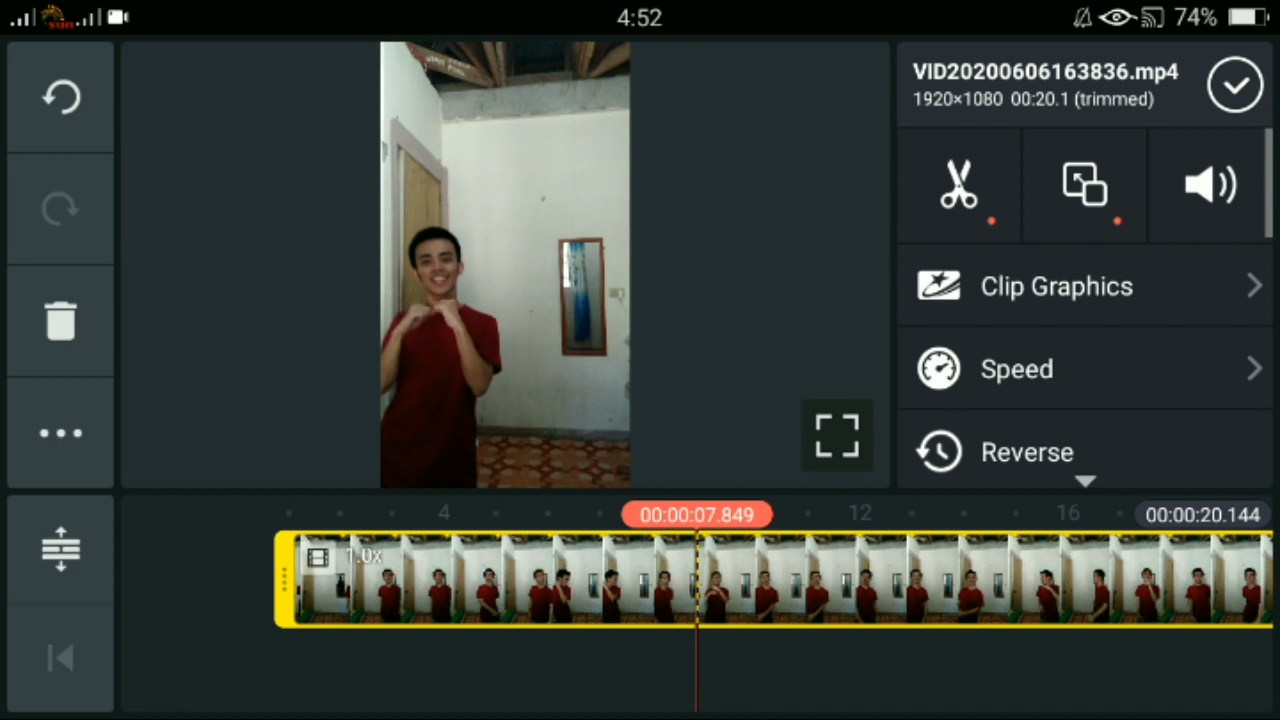 sun
4:52
74%
VID20200606163836.mp4
1920×1080 00:20.1 (trimmed)
Clip Graphics
Speed
Reverse
4
00:00:07.849
12
16
00:00:20.144
1.0x